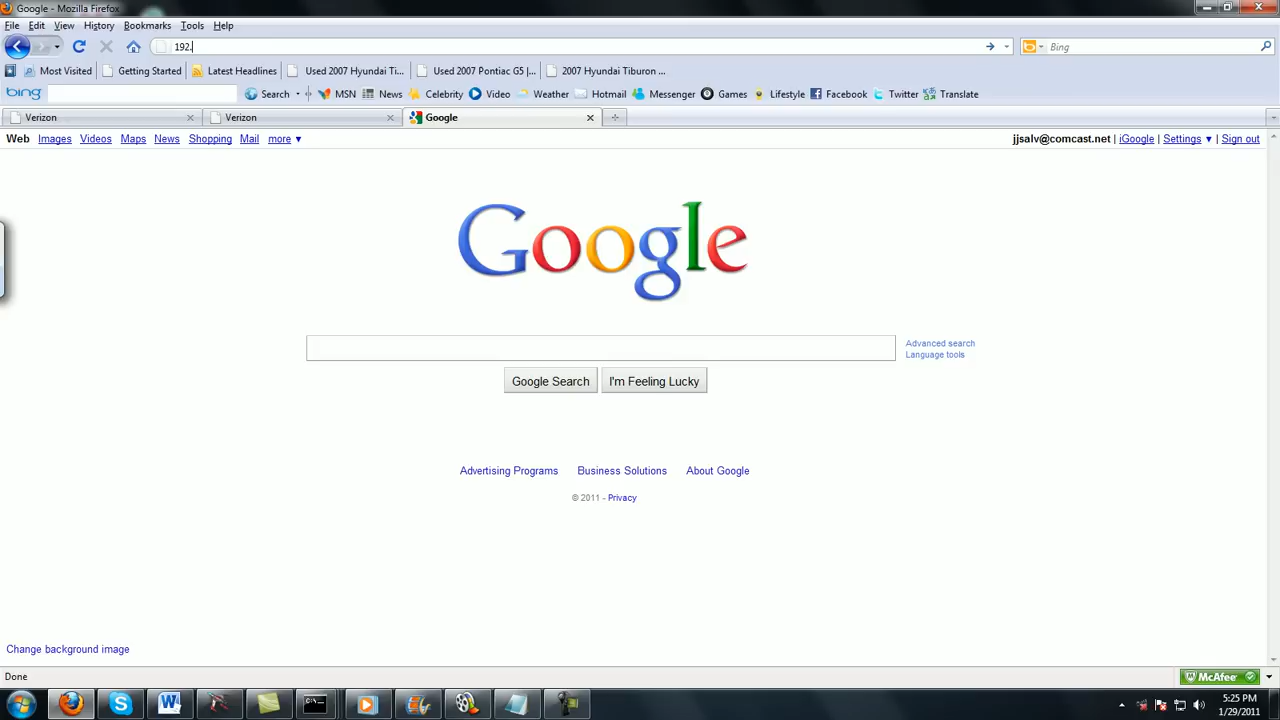 Google - Mozilla Firefox
File Edit View History Bookmarks Tools Help
192.
Bing
Most Visited Getting Started Latest Headlines Used 2007 Hyundai Ti... Used 2007 Pontiac G5 |... 2007 Hyundai Tiburon ...
bing Search MSN News Celebrity Video Weather Hotmail Messenger Games Lifestyle Facebook Twitter Translate
Verizon Verizon Google
Web Images Videos Maps News Shopping Mail more ▼ jjsalv@comcast.net | iGoogle | Settings ▼ | Sign out
Google
Advanced search
Language tools
Google Search I'm Feeling Lucky
Advertising Programs Business Solutions About Google
© 2011 - Privacy
Change background image
Done McAfee
5:25 PM
1/29/2011